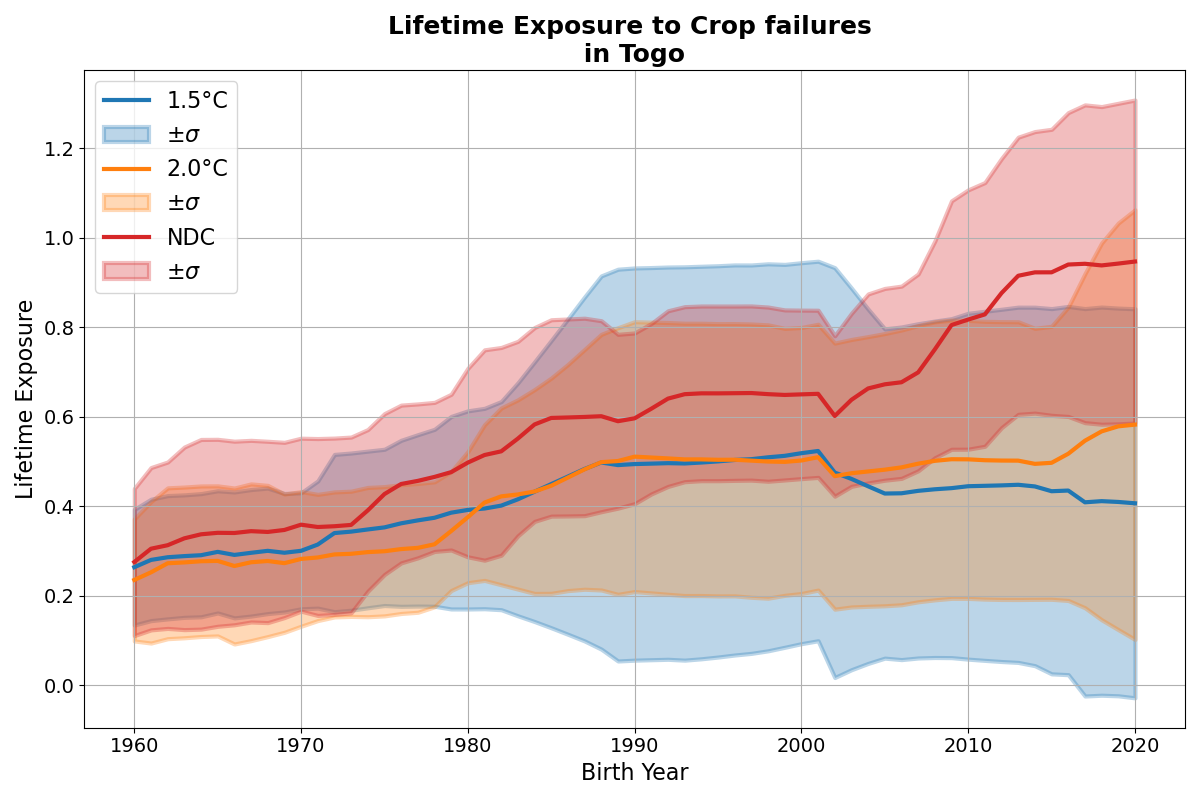 Lifetime Exposure to Crop failures
in Togo
1.5°C
±σ
2.0°C
±σ
NDC
±σ
Lifetime Exposure
1.2
1.0
0.8
0.6
0.4
0.2
0.0
1960 1970 1980 1990 2000 2010 2020
Birth Year